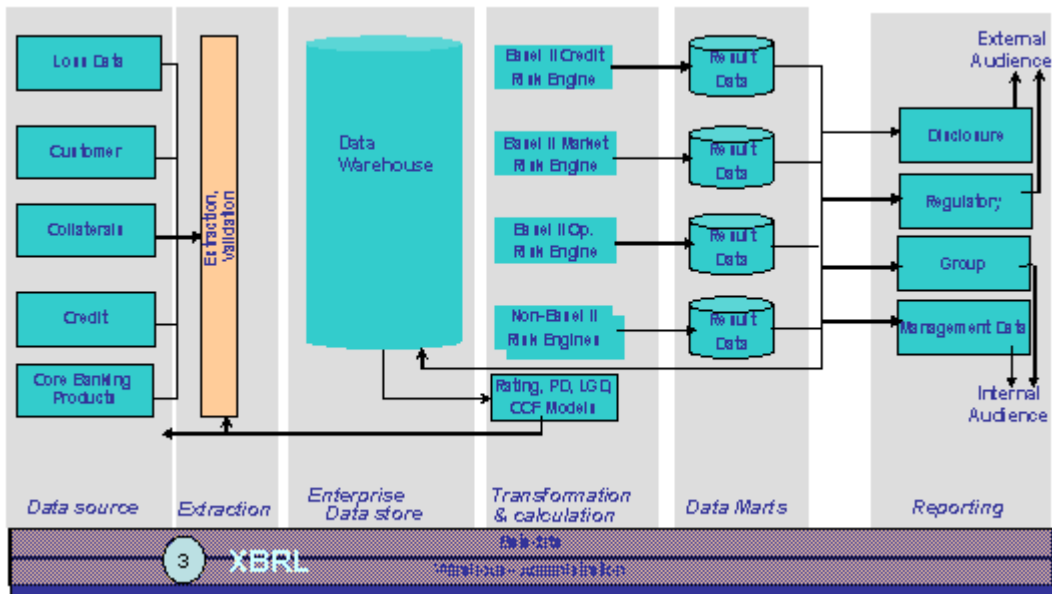 Loan Data
Customer
Collaterals
Credit
Core Banking
Products
Extraction,
Validation
Data
Warehouse
Basel II Credit
Risk Engine
Basel II Market
Risk Engine
Basel II Op.
Risk Engine
Non-Basel II
Risk Engines
Rating, PD, LGD,
CCF Models
Result
Data
Result
Data
Result
Data
Result
Data
External
Audience
Disclosure
Regulatory
Group
Management Data
Internal
Audience
Data source
Extraction
Enterprise
Data store
Transformation
& calculation
Data Marts
Reporting
3
XBRL
administration